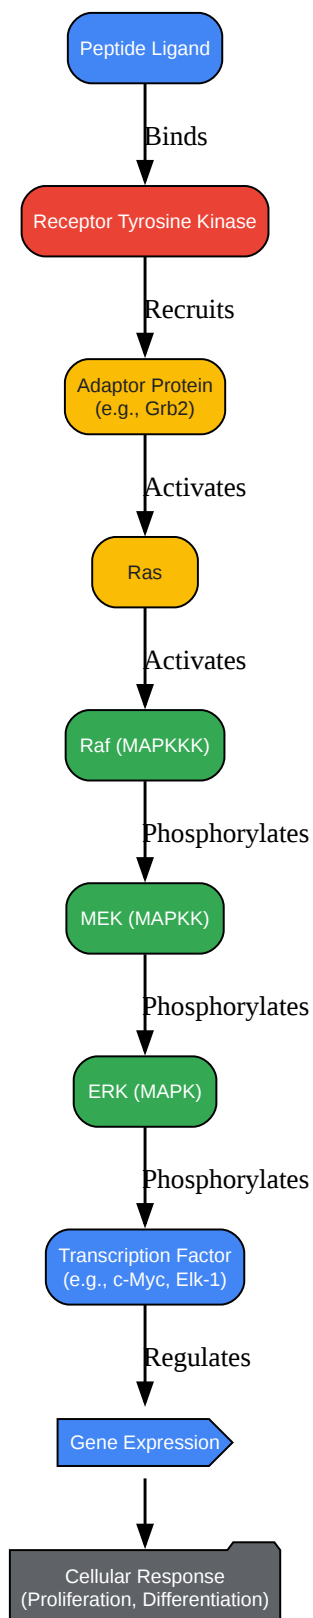 Peptide Ligand
Binds
Receptor Tyrosine Kinase
Recruits
Adaptor Protein
(e.g., Grb2)
Activates
Ras
Activates
Raf (MAPKKK)
Phosphorylates
MEK (MAPKK)
Phosphorylates
ERK (MAPK)
Phosphorylates
Transcription Factor
(e.g., c-Myc, Elk-1)
Regulates
Gene Expression
Cellular Response
(Proliferation, Differentiation)